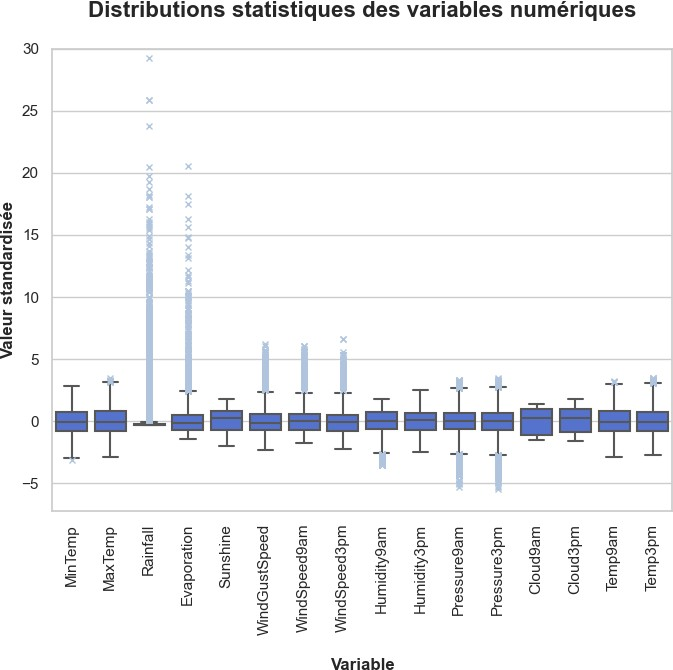 Distributions statistiques des variables numériques
Valeur standardisée
30
25
20
15
10
5
0
−5
MinTemp
MaxTemp
Rainfall
Evaporation
Sunshine
WindGustSpeed
WindSpeed9am
WindSpeed3pm
Humidity9am
Humidity3pm
Pressure9am
Pressure3pm
Cloud9am
Cloud3pm
Temp9am
Temp3pm
Variable